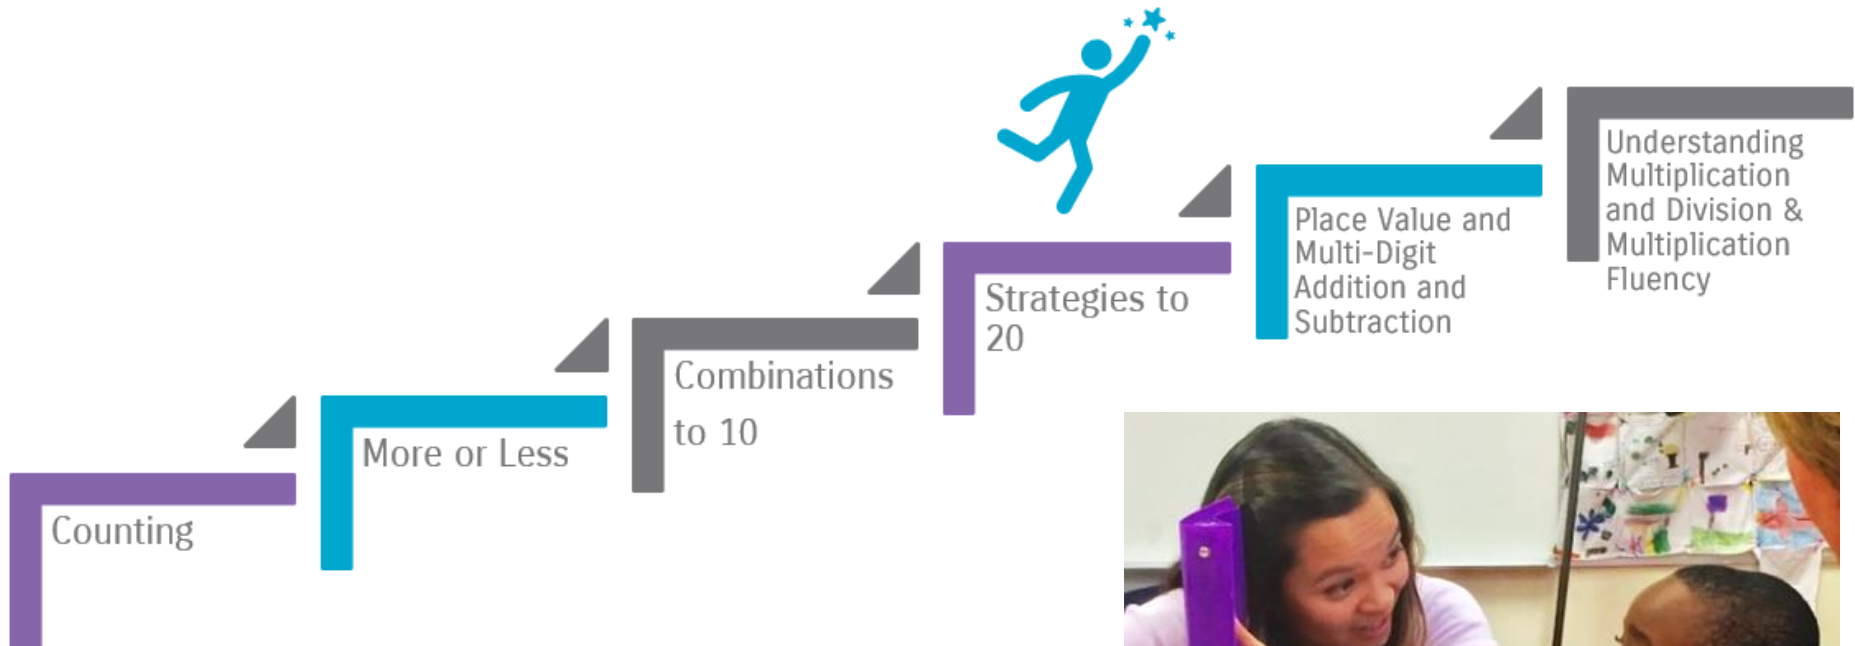 Counting
More or Less
Combinations
to 10
Strategies to
20
Place Value and
Multi-Digit
Addition and
Subtraction
Understanding
Multiplication
and Division &
Multiplication
Fluency